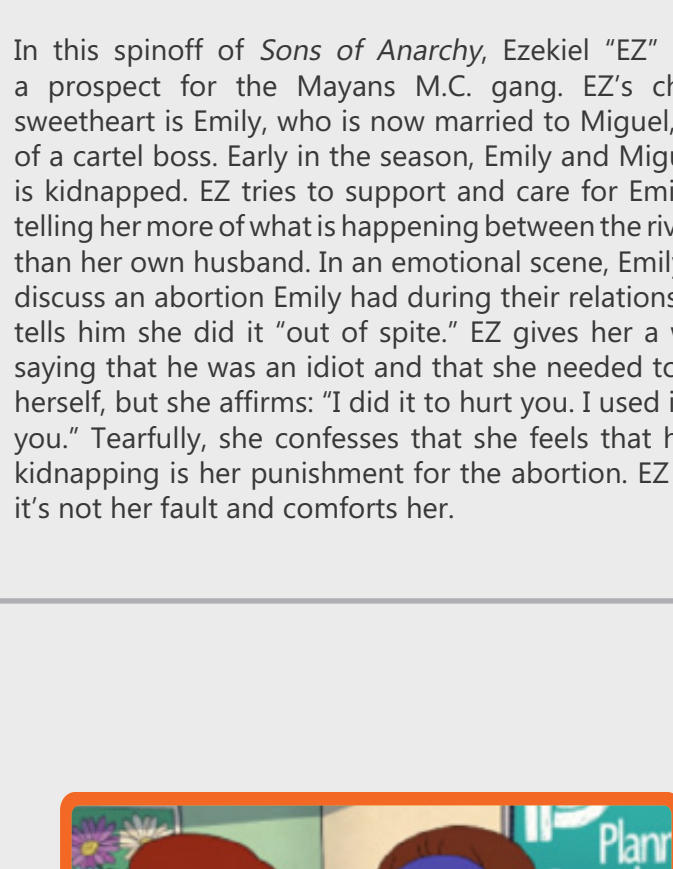 In this spinoff of Sons of Anarchy, Ezekiel “EZ”
a prospect for the Mayans M.C. gang. EZ’s
sweetheart is Emily, who is now married to Miguel,
of a cartel boss. Early in the season, Emily and
is kidnapped. EZ tries to support and care for
telling her more of what is happening between the
than her own husband. In an emotional scene,
discuss an abortion Emily had during their
tells him she did it “out of spite.” EZ gives her a
saying that he was an idiot and that she needed
herself, but she affirms: “I did it to hurt you. I used
you.” Tearfully, she confesses that she feels that
kidnapping is her punishment for the abortion. EZ
it’s not her fault and comforts her.